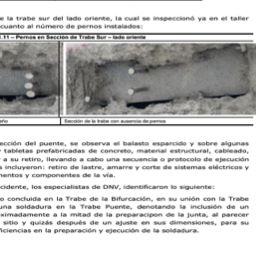 e la trabe sur del lado oriente, la cual se inspeccionó ya en el taller
cuanto al número de pernos instalados:
.11 – Pernos en Sección de Trabe Sur – lado oriente
eño
Sección de la trabe con ausencia de pernos
ección del puente, se observa el balasto esparcido y sobre algunas
y tabletas prefabricadas de concreto, material estructural, cableado,
a su retiro, llevando a cabo una secuencia o protocolo de ejecución
s incluyeron: retiro de lastre, amarre y corte de sistemas eléctricos y
mentos y componentes de la vía.
cidente, los especialistas de DNV, identificaron lo siguiente:
o concluida en la Trabe de la Bifurcación, en su unión con la Trabe
una soldadura en la Trabe Puente, denotando la inclusión de un
ximadamente a la mitad de la preparacipon de la junta, al parecer
sitio y quizás después de un ajuste en sus dimensiones, para su
iciencias en la preparación y ejecución de la soldadura.